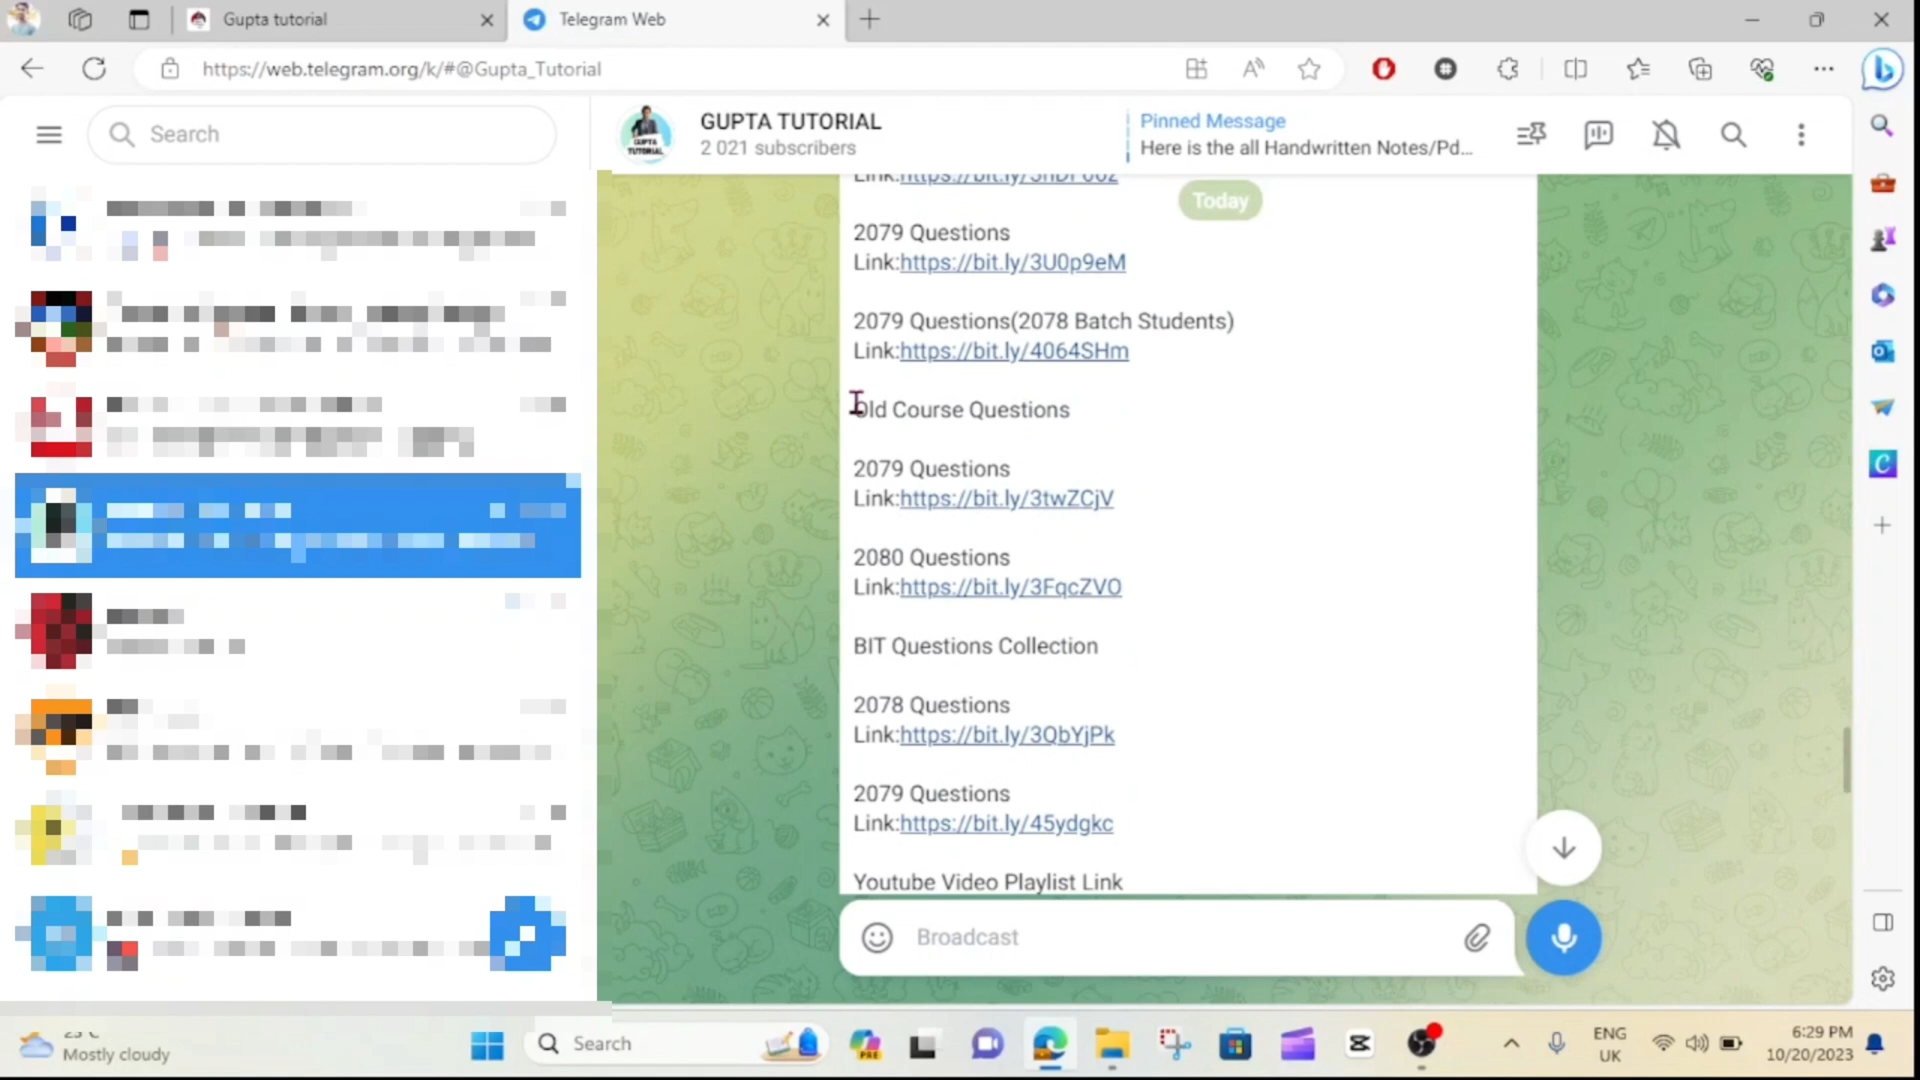 Gupta tutorial
Telegram Web
https://web.telegram.org/k/#@Gupta_Tutorial
Search
GUPTA TUTORIAL
2 021 subscribers
Pinned Message
Here is the all Handwritten Notes/Pd...
Today
2079 Questions
Link:https://bit.ly/3U0p9eM
2079 Questions(2078 Batch Students)
Link:https://bit.ly/4064SHm
Old Course Questions
2079 Questions
Link:https://bit.ly/3twZCjV
2080 Questions
Link:https://bit.ly/3FqcZVO
BIT Questions Collection
2078 Questions
Link:https://bit.ly/3QbYjPk
2079 Questions
Link:https://bit.ly/45ydgkc
Youtube Video Playlist Link
Broadcast
Mostly cloudy
Search
PRE
ENG
UK
6:29 PM
10/20/2023